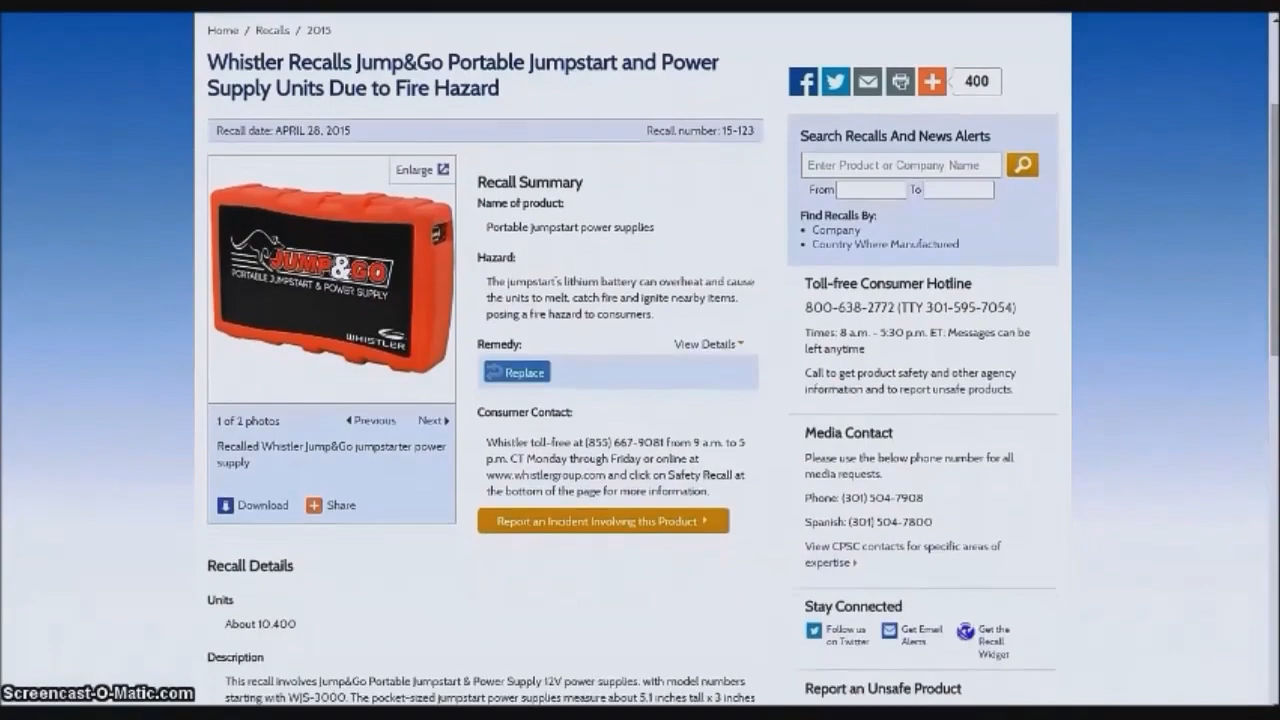 Home / Recalls / 2015
Whistler Recalls Jump&Go Portable Jumpstart and Power
Supply Units Due to Fire Hazard
400
Recall date: APRIL 28, 2015
Recall number: 15-123
Enlarge
JUMP&GO
PORTABLE JUMPSTART & POWER SUPPLY
WHISTLER
1 of 2 photos
Previous
Next
Recalled Whistler Jump&Go jumpstarter power
supply
Download
Share
Recall Summary
Name of product:
Portable jumpstart power supplies
Hazard:
The jumpstart's lithium battery can overheat and cause
the units to melt, catch fire and ignite nearby items,
posing a fire hazard to consumers.
Remedy:
View Details
Replace
Consumer Contact:
Whistler toll-free at (855) 667-9081 from 9 a.m. to 5
p.m. CT Monday through Friday or online at
www.whistlergroup.com and click on Safety Recall at
the bottom of the page for more information.
Report an Incident Involving this Product
Recall Details
Units
About 10,400
Description
This recall involves Jump&Go Portable Jumpstart & Power Supply 12V power supplies, with model numbers
starting with WJS-3000. The pocket-sized jumpstart power supplies measure about 5.1 inches tall x 3 inches
Search Recalls And News Alerts
Enter Product or Company Name
From
To
Find Recalls By:
• Company
• Country Where Manufactured
Toll-free Consumer Hotline
800-638-2772 (TTY 301-595-7054)
Times: 8 a.m. - 5:30 p.m. ET; Messages can be
left anytime
Call to get product safety and other agency
information and to report unsafe products.
Media Contact
Please use the below phone number for all
media requests.
Phone: (301) 504-7908
Spanish: (301) 504-7800
View CPSC contacts for specific areas of
expertise
Stay Connected
Follow us
on Twitter
Get Email
Alerts
Get the
Recall
Widget
Report an Unsafe Product
Screencast-O-Matic.com